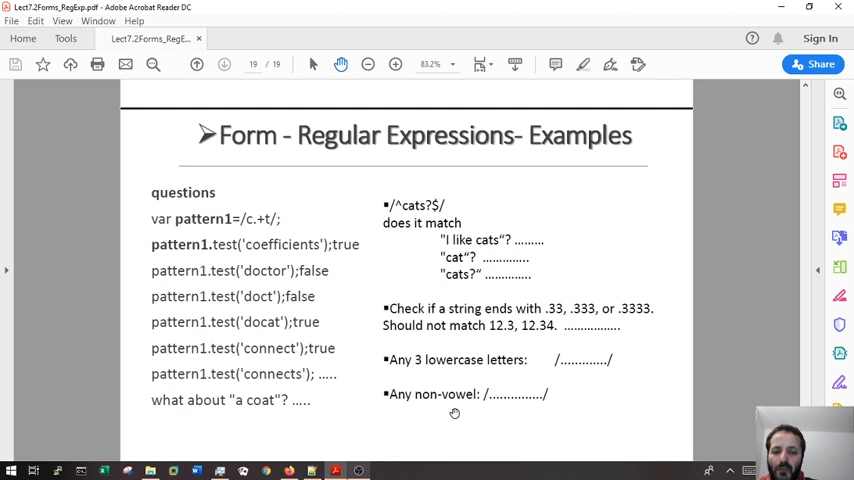 Lect7.2Forms_RegExp.pdf - Adobe Acrobat Reader DC
File Edit View Window Help
Home Tools Lect7.2Forms_RegE... × Sign In
19 / 19 83.2% Share
➢Form - Regular Expressions- Examples
questions
var pattern1=/c.+t/;
pattern1.test('coefficients');true
pattern1.test('doctor');false
pattern1.test('doct');false
pattern1.test('docat');true
pattern1.test('connect');true
pattern1.test('connects'); .....
what about "a coat"? .....
▪/^cats?$/
does it match
"I like cats“? .........
"cat“? ..............
"cats?“ ..............
▪Check if a string ends with .33, .333, or .3333.
Should not match 12.3, 12.34. .................
▪Any 3 lowercase letters: /............./
▪Any non-vowel: /................/